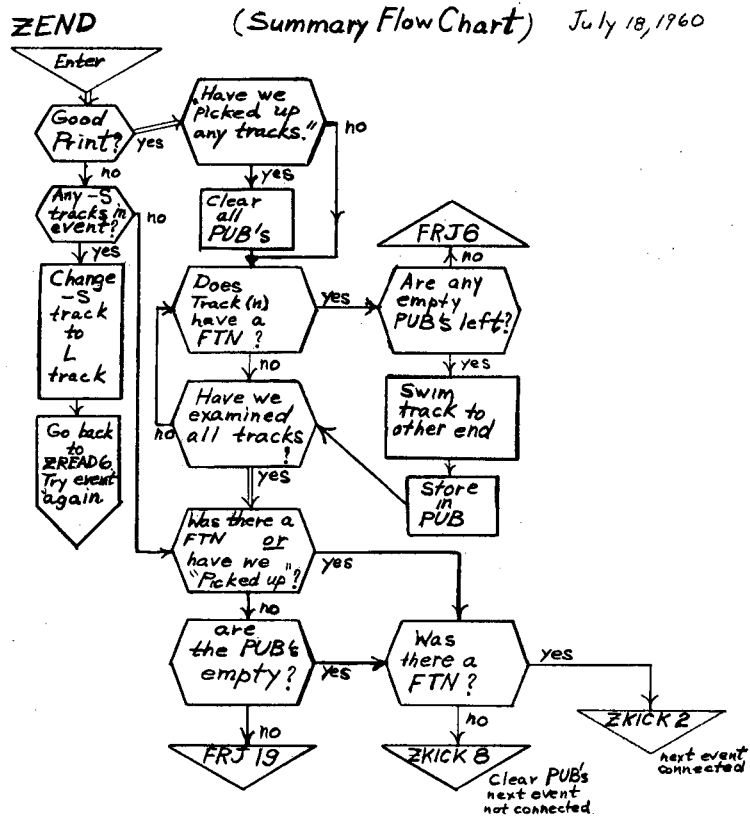 ZEND (Summary Flow Chart) July 18, 1960
Enter
Good
Print?
yes
no
"Have we
picked up
any tracks."
no
yes
Clear
all
PUB's
Any -S
tracks in
event?
no
yes
Change
-S
track
to
L
track
Go back
to
ZREAD6
Try event
again
Does
Track (n)
have a
FTN ?
yes
no
FRJ6
no
Are any
empty
PUB's left?
yes
Swim
track to
other end
Store
in
PUB
Have we
examined
all tracks
?
no
yes
Was there a
FTN or
have we
"Picked up"?
yes
no
are
the PUB's
empty?
yes
no
FRJ 19
Was
there a
FTN ?
yes
no
ZKICK 8
Clear PUB's
next event
not connected
ZKICK 2
next event
connected